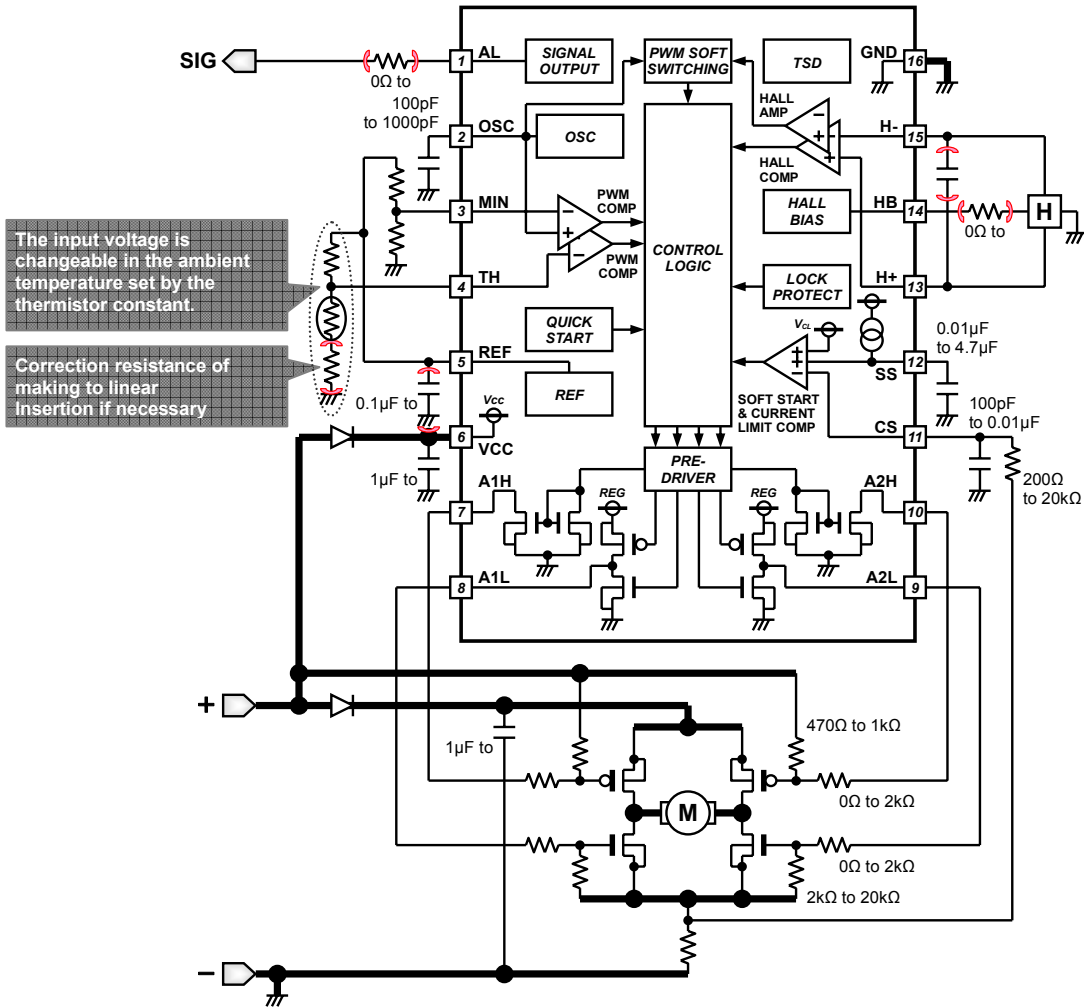 SIG
0Ω to
1
AL
SIGNAL
OUTPUT
PWM SOFT
SWITCHING
TSD
GND
16
100pF
to 1000pF
2
OSC
OSC
HALL
AMP
HALL
COMP
H-
15
3
MIN
PWM
COMP
PWM
COMP
CONTROL
LOGIC
HALL
BIAS
HB
14
0Ω to
H
The input voltage is
changeable in the ambient
temperature set by the
thermistor constant.
4
TH
LOCK
PROTECT
H+
13
QUICK
START
VCL
0.01µF
to 4.7µF
Correction resistance of
making to linear
Insertion if necessary
5
REF
REF
0.1µF to
SS
12
SOFT START
& CURRENT
LIMIT COMP
100pF
to 0.01µF
Vcc
6
VCC
CS
11
1µF to
PRE-
DRIVER
200Ω
to 20kΩ
A1H
7
REG
REG
A2H
10
A1L
8
A2L
9
+
1µF to
470Ω to 1kΩ
0Ω to 2kΩ
M
0Ω to 2kΩ
2kΩ to 20kΩ
−